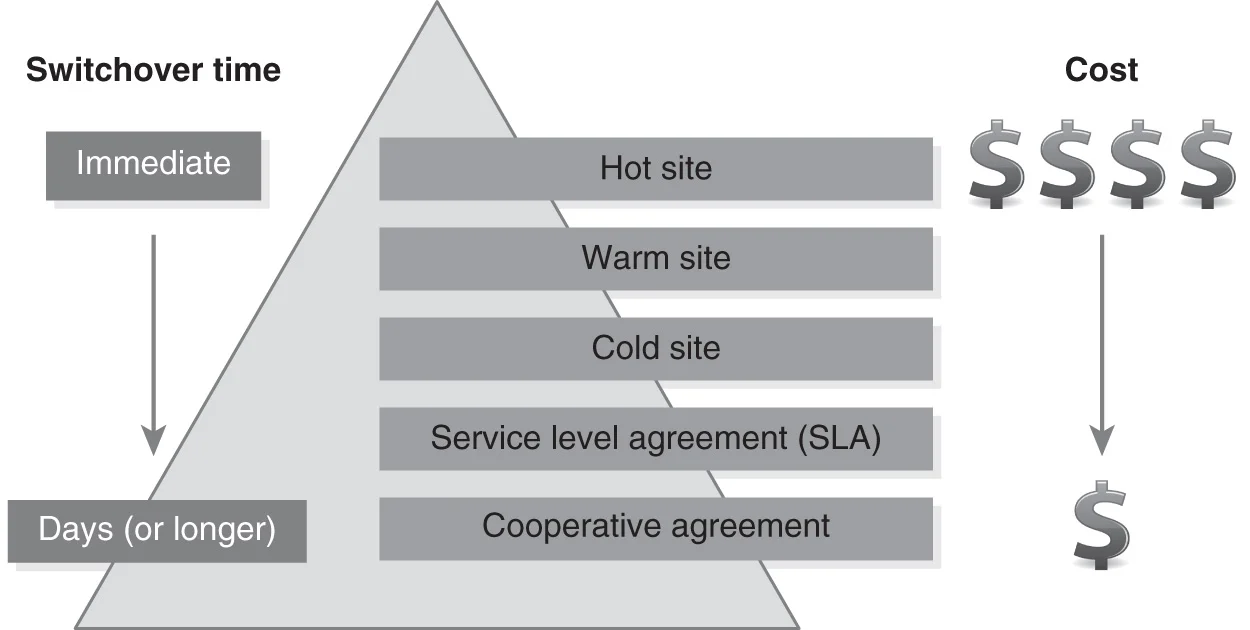 Switchover time
Cost
Immediate
Hot site
$ $ $ $
Warm site
Cold site
Service level agreement (SLA)
Days (or longer)
Cooperative agreement
$